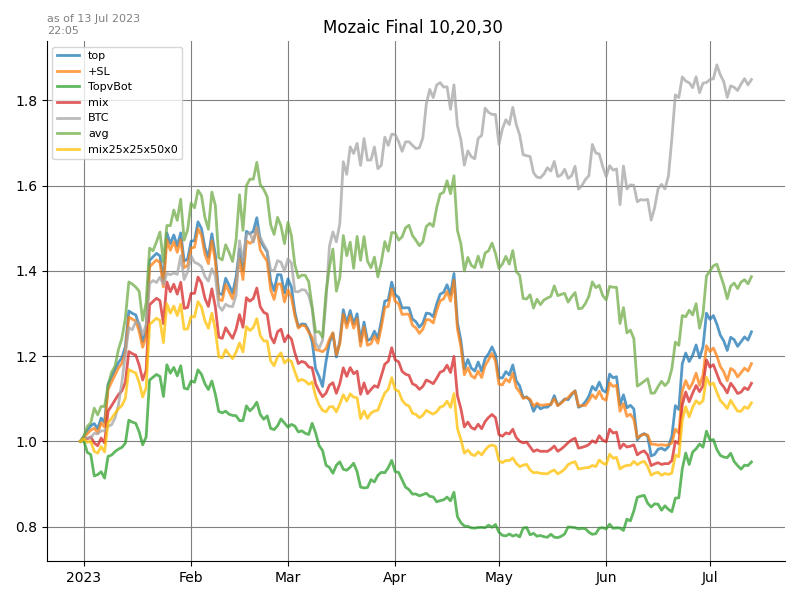 as of 13 Jul 2023
22:05
Mozaic Final 10,20,30
top
+SL
TopvBot
mix
BTC
avg
mix25x25x50x0
1.8
1.6
1.4
1.2
1.0
0.8
2023 Feb Mar Apr May Jun Jul